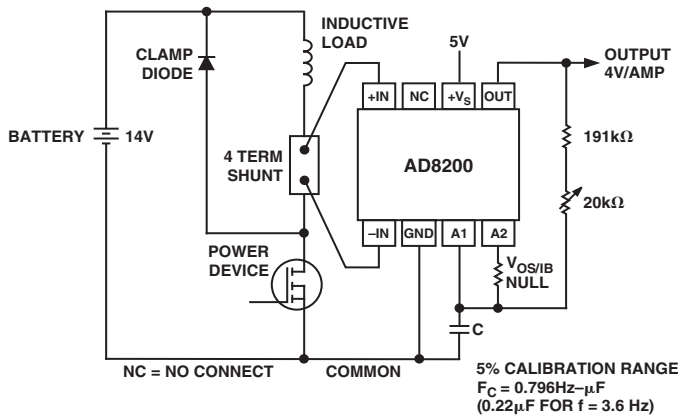 INDUCTIVE
LOAD
CLAMP
DIODE
5V
OUTPUT
4V/AMP
+IN
NC
+VS
OUT
BATTERY
14V
4 TERM
SHUNT
AD8200
191kΩ
20kΩ
–IN
GND
A1
A2
POWER
DEVICE
VOS/IB
NULL
C
NC = NO CONNECT
COMMON
5% CALIBRATION RANGE
FC = 0.796Hz–μF
(0.22μF FOR f = 3.6 Hz)